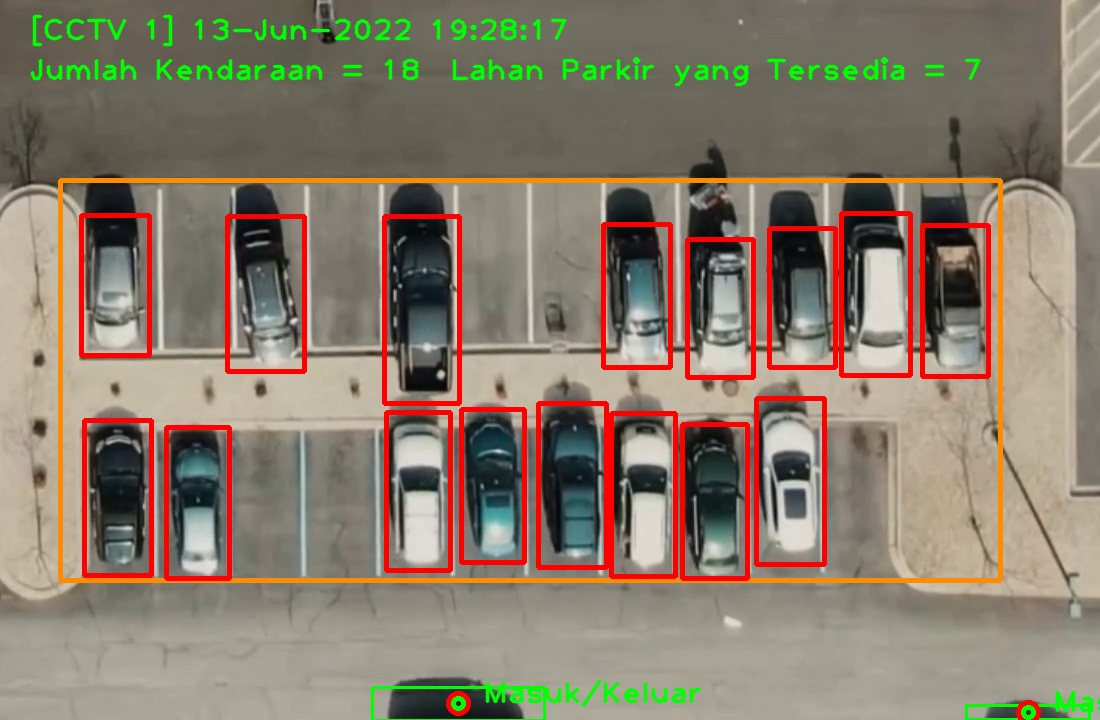 [CCTV 1] 13-Jun-2022 19:28:17
Jumlah Kendaraan = 18 Lahan Parkir yang Tersedia = 7
Masuk/Keluar